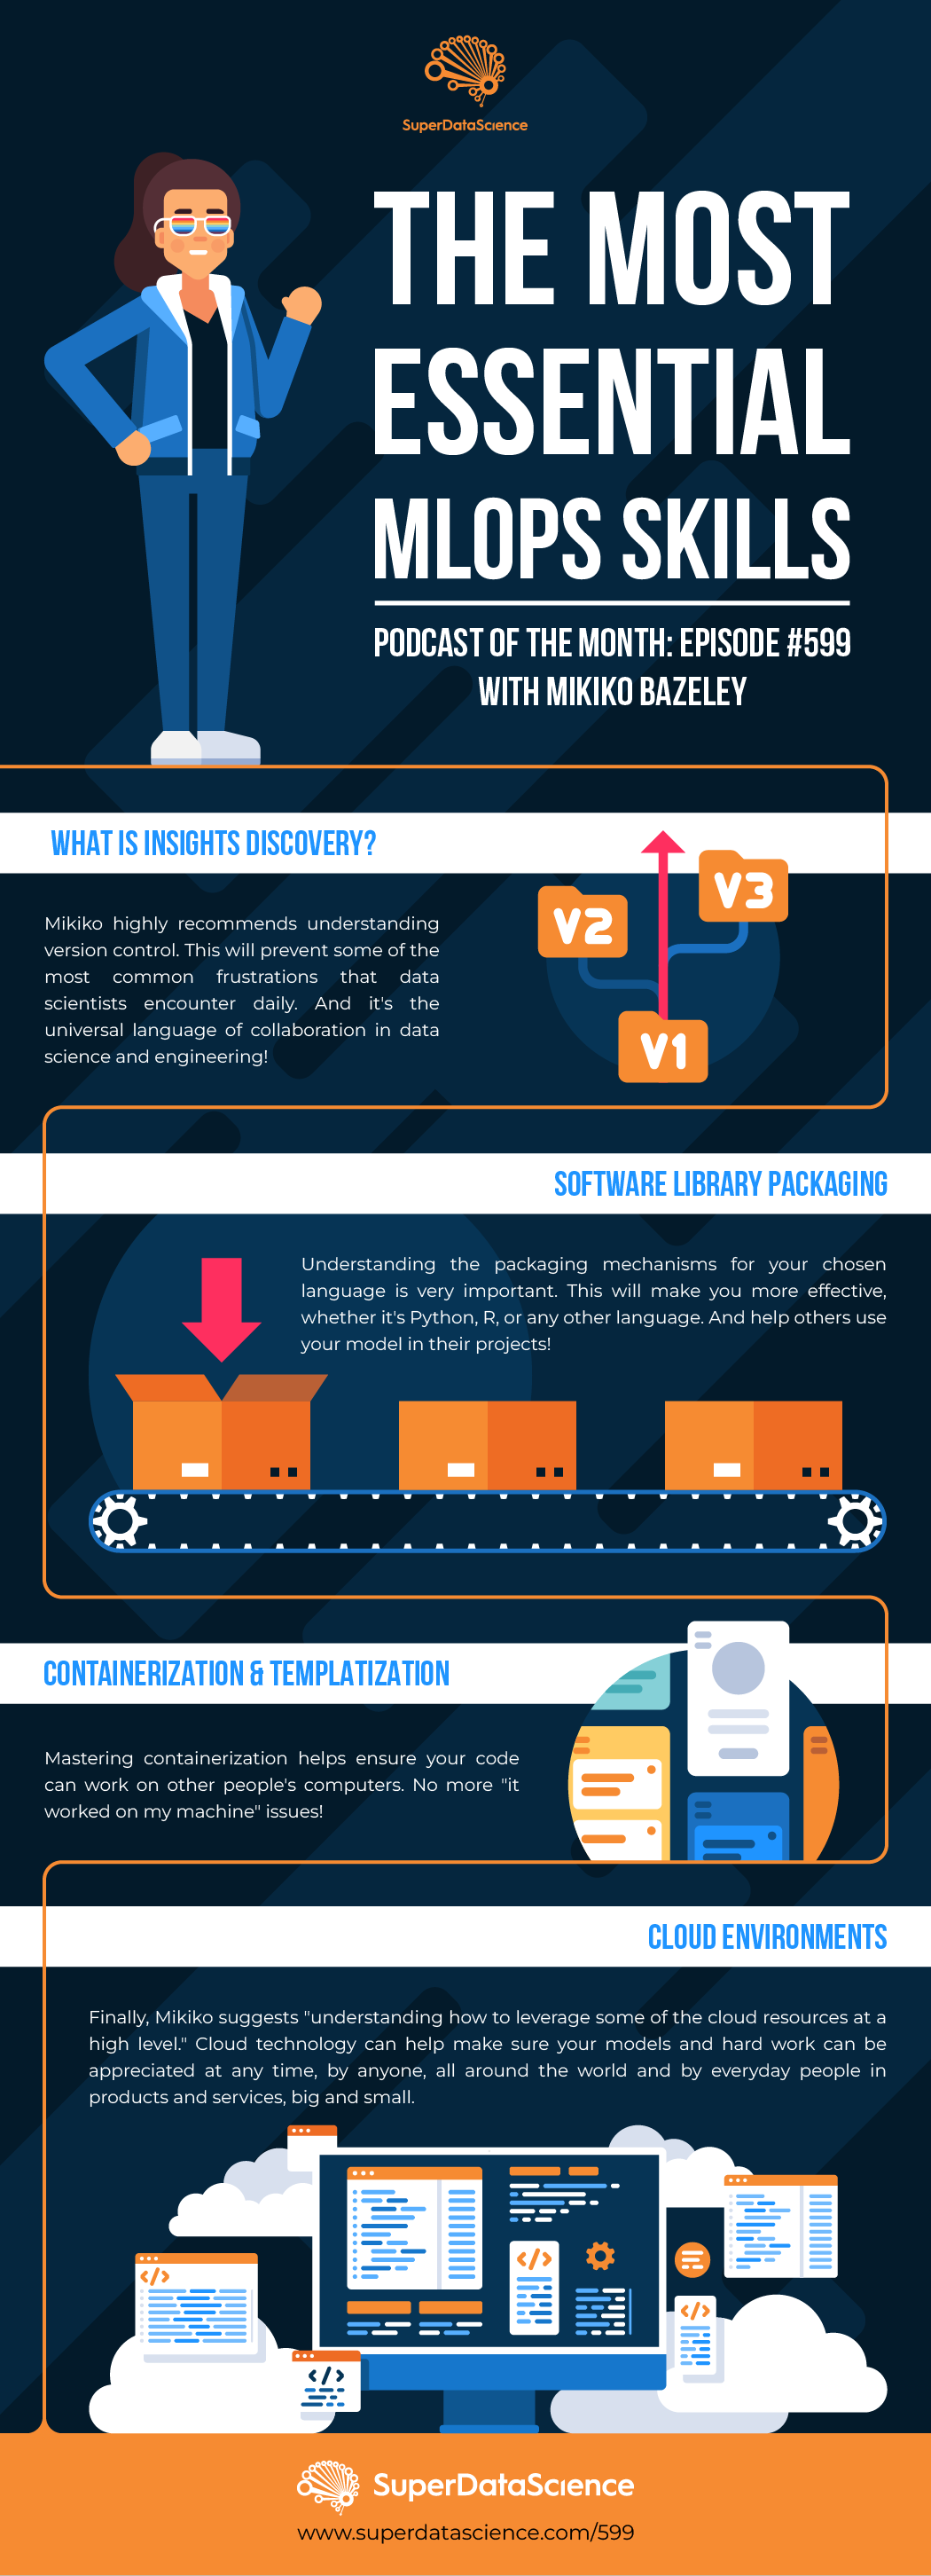 SuperDataScience
THE MOST
ESSENTIAL
MLOPS SKILLS
PODCAST OF THE MONTH: EPISODE #599
WITH MIKIKO BAZELEY
WHAT IS INSIGHTS DISCOVERY?
V3
V2
V1
Mikiko highly recommends understanding
version control. This will prevent some of the
most common frustrations that data
scientists encounter daily. And it's the
universal language of collaboration in data
science and engineering!
SOFTWARE LIBRARY PACKAGING
Understanding the packaging mechanisms for your chosen
language is very important. This will make you more effective,
whether it's Python, R, or any other language. And help others use
your model in their projects!
CONTAINERIZATION & TEMPLATIZATION
Mastering containerization helps ensure your code
can work on other people's computers. No more "it
worked on my machine" issues!
CLOUD ENVIRONMENTS
Finally, Mikiko suggests "understanding how to leverage some of the cloud resources at a
high level." Cloud technology can help make sure your models and hard work can be
appreciated at any time, by anyone, all around the world and by everyday people in
products and services, big and small.
</>
</>
</>
</>
SuperDataScience
www.superdatascience.com/599